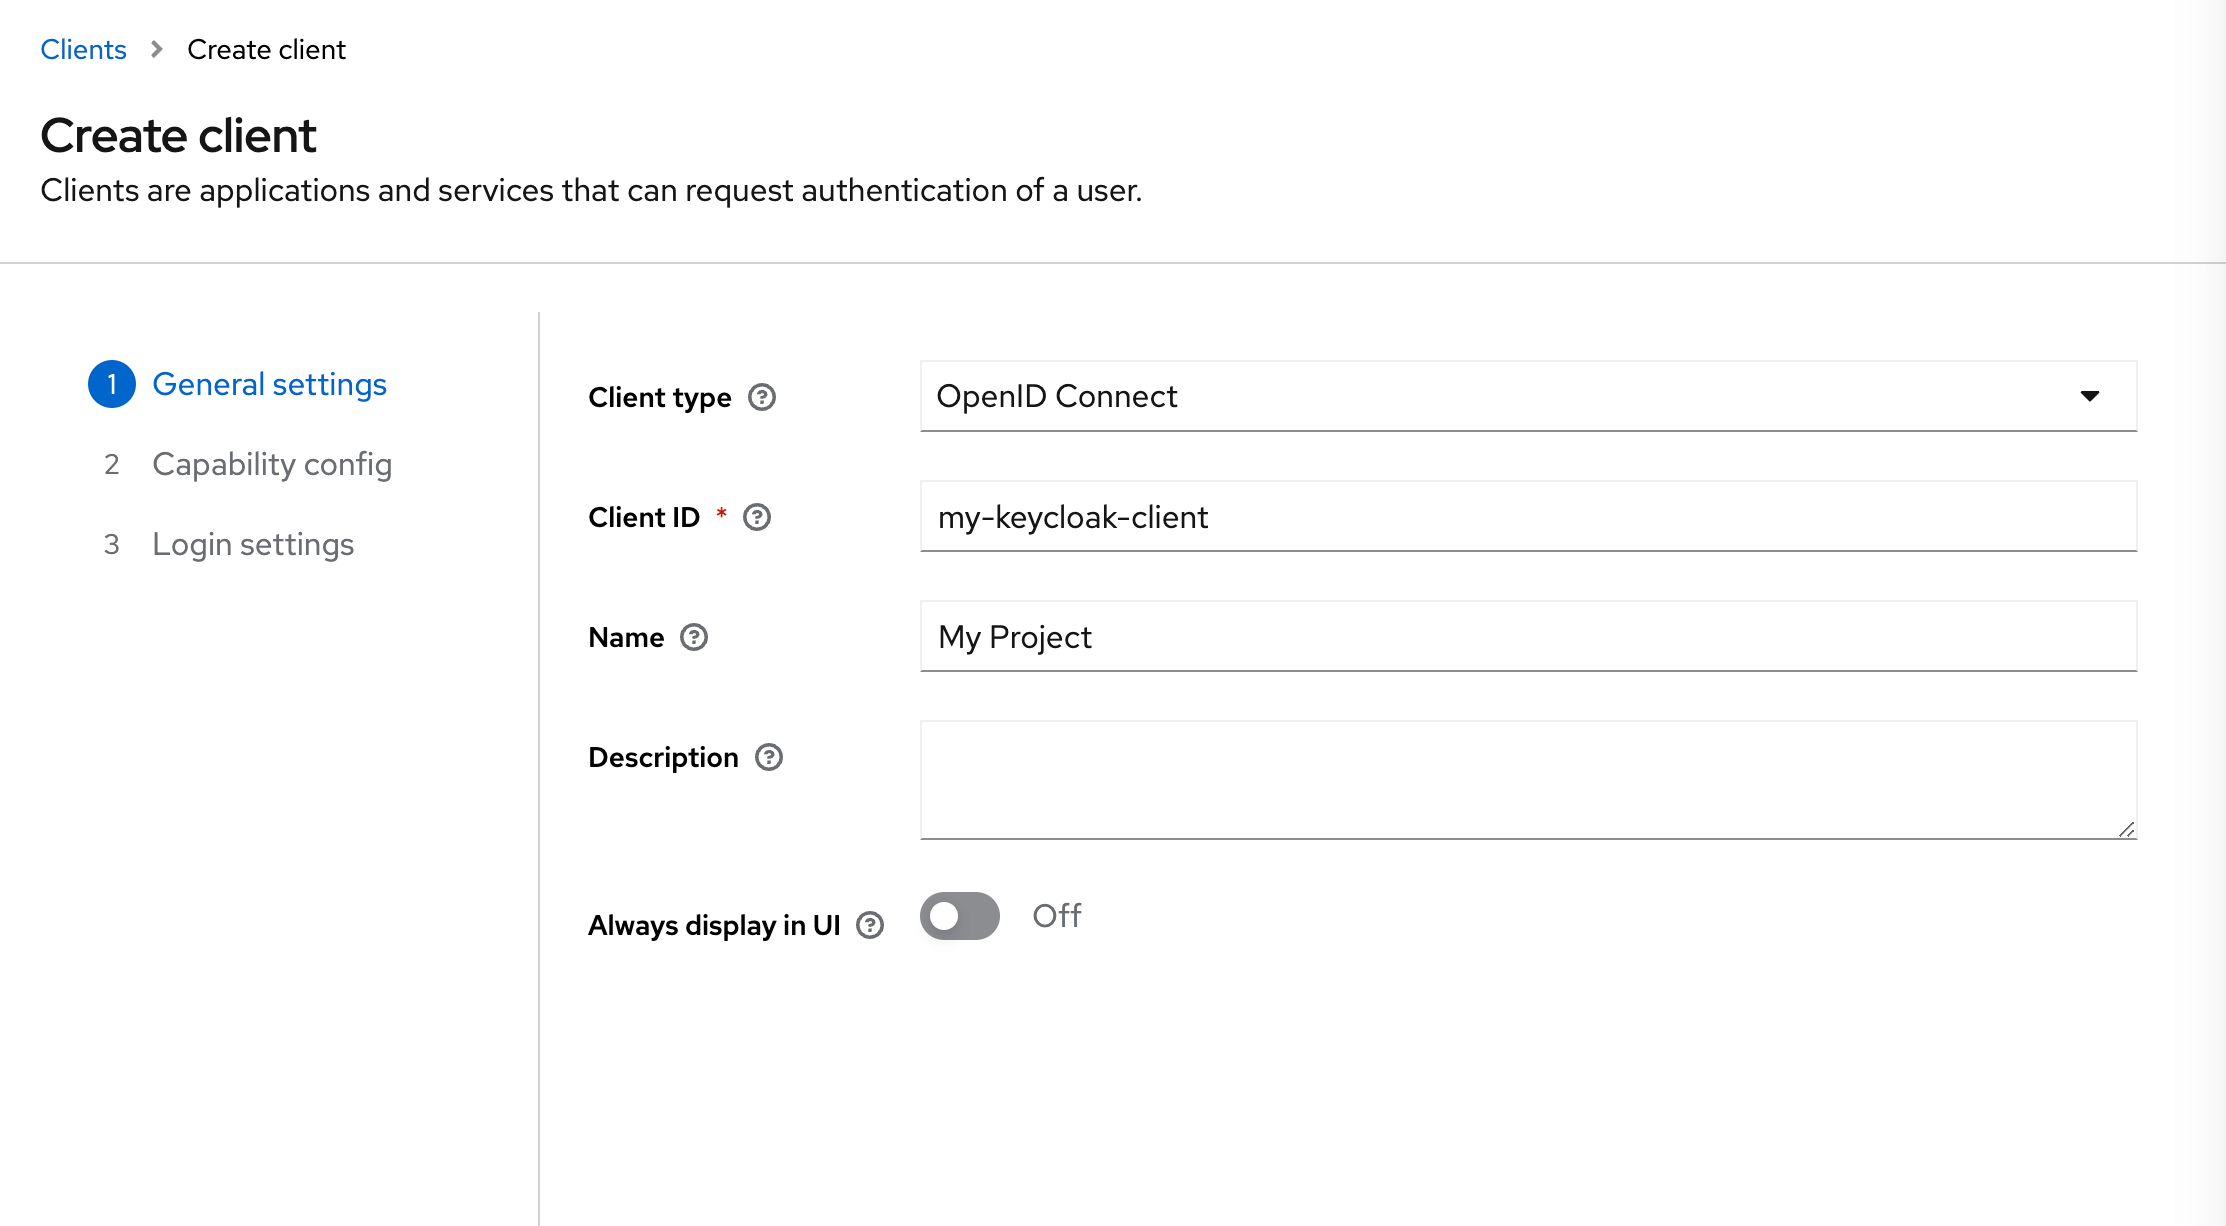 Clients > Create client
Create client
Clients are applications and services that can request authentication of a user.
1 General settings
2 Capability config
3 Login settings
Client type ? OpenID Connect
Client ID * ? my-keycloak-client
Name ? My Project
Description ?
Always display in UI ? Off